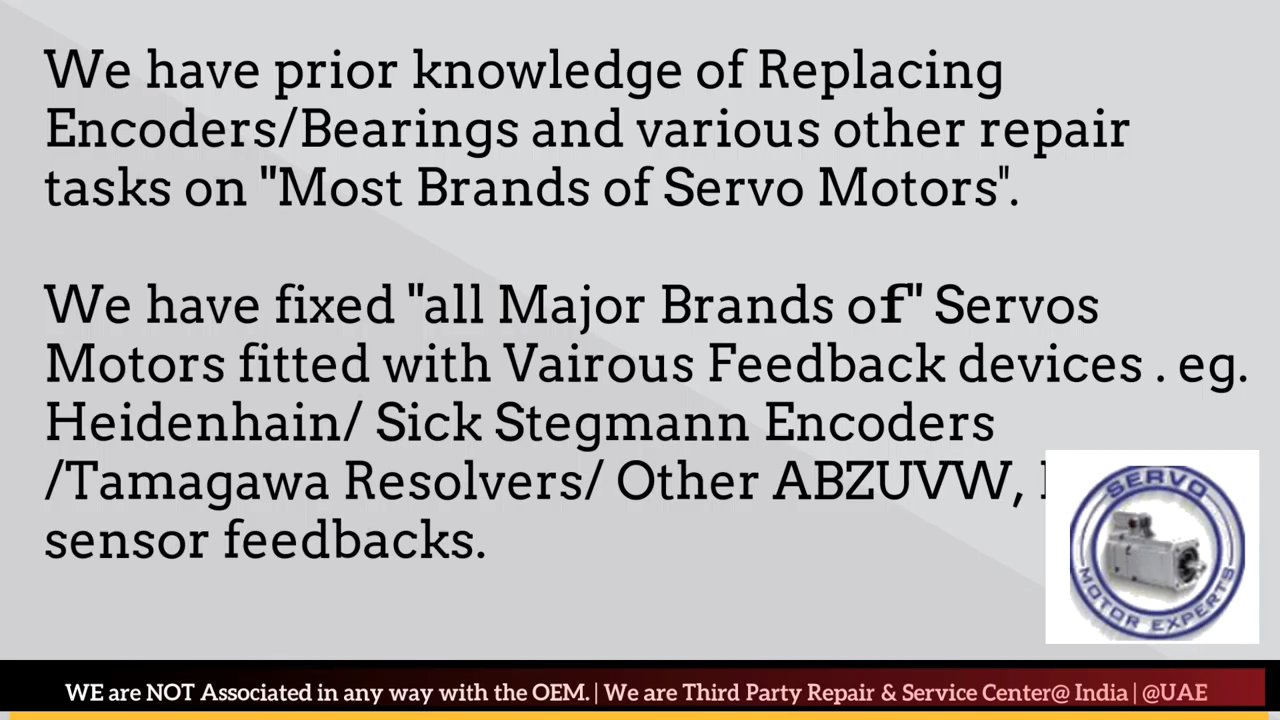 We have prior knowledge of Replacing
Encoders/Bearings and various other repair
tasks on "Most Brands of Servo Motors".
We have fixed "all Major Brands of" Servos
Motors fitted with Vairous Feedback devices . eg.
Heidenhain/ Sick Stegmann Encoders
/Tamagawa Resolvers/ Other ABZUVW,
sensor feedbacks.
SERVO
MOTOR EXPERTS
WE are NOT Associated in any way with the OEM. | We are Third Party Repair & Service Center@ India | @UAE